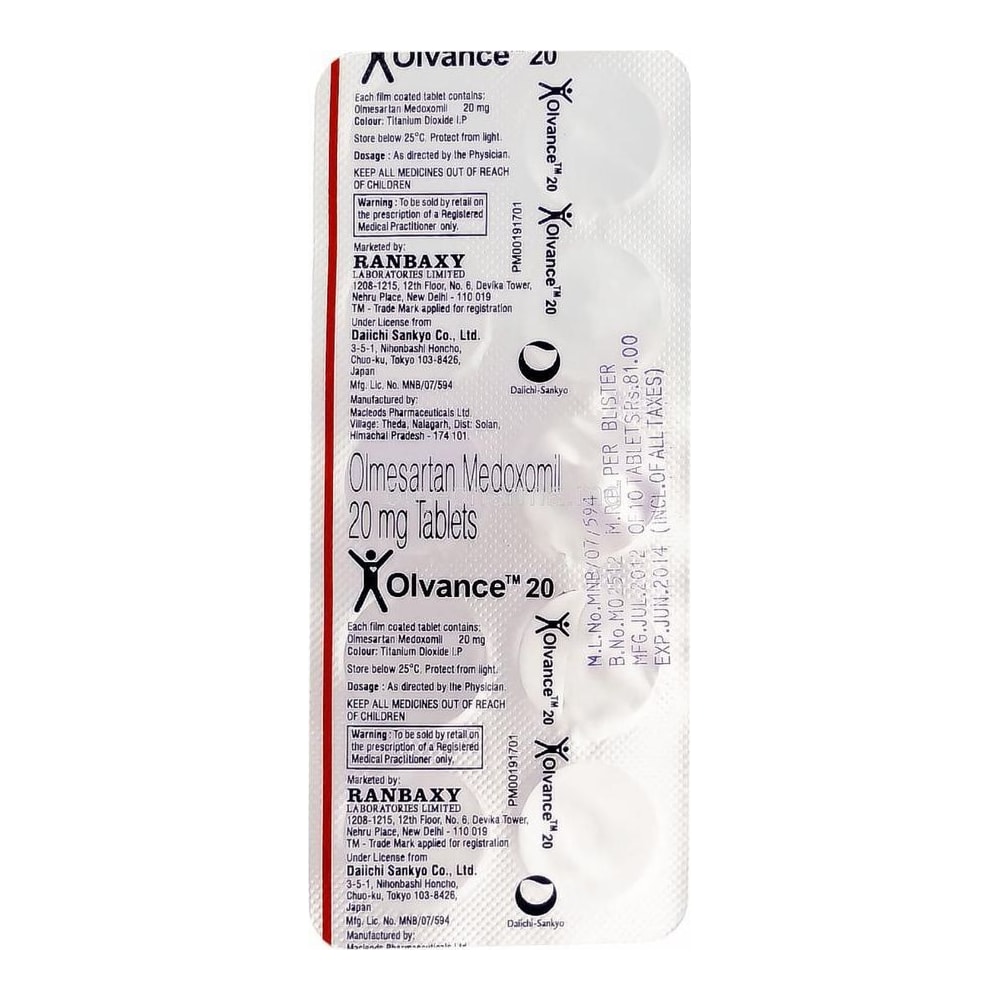 Olvance 20
Each film coated tablet contains:
Olmesartan Medoxomil 20 mg
Colour: Titanium Dioxide I.P
Store below 25°C. Protect from light.
Dosage : As directed by the Physician.
KEEP ALL MEDICINES OUT OF REACH
OF CHILDREN
Warning : To be sold by retail on
the prescription of a Registered
Medical Practitioner only.
Marketed by:
RANBAXY
LABORATORIES LIMITED
1208-1215, 12th Floor, No. 6, Devika Tower,
Nehru Place, New Delhi - 110 019
TM - Trade Mark applied for registration
Under License from
Daiichi Sankyo Co., Ltd.
3-5-1, Nihonbashi Honcho,
Chuo-ku, Tokyo 103-8426,
Japan
Mfg. Lic. No. MNB/07/594
Manufactured by:
Macleods Pharmaceuticals Ltd.
Village: Theda, Nalagarh, Dist: Solan,
Himachal Pradesh - 174 101.
Olvance™ 20
Olvance™ 20
PM00191701
Daiichi-Sankyo
Olmesartan Medoxomil
20 mg Tablets
Olvance™ 20
Each film coated tablet contains:
Olmesartan Medoxomil 20 mg
Colour: Titanium Dioxide I.P
Store below 25°C. Protect from light.
Dosage : As directed by the Physician.
KEEP ALL MEDICINES OUT OF REACH
OF CHILDREN
Warning : To be sold by retail on
the prescription of a Registered
Medical Practitioner only.
Marketed by:
RANBAXY
LABORATORIES LIMITED
1208-1215, 12th Floor, No. 6, Devika Tower,
Nehru Place, New Delhi - 110 019
TM - Trade Mark applied for registration
Under License from
Daiichi Sankyo Co., Ltd.
3-5-1, Nihonbashi Honcho,
Chuo-ku, Tokyo 103-8426,
Japan
Mfg. Lic. No. MNB/07/594
Manufactured by:
Macleods Pharmaceuticals Ltd
Olvance™ 20
Olvance™ 20
PM00191701
Daiichi-Sankyo
M.L.No.MNB/07/594
B.No.MO2512 M.R.P. PER BLISTER
MFG.JUL.2012 OF 10 TABLETS Rs.81.00
EXP.JUN.2014 (INCL.OF ALL TAXES)